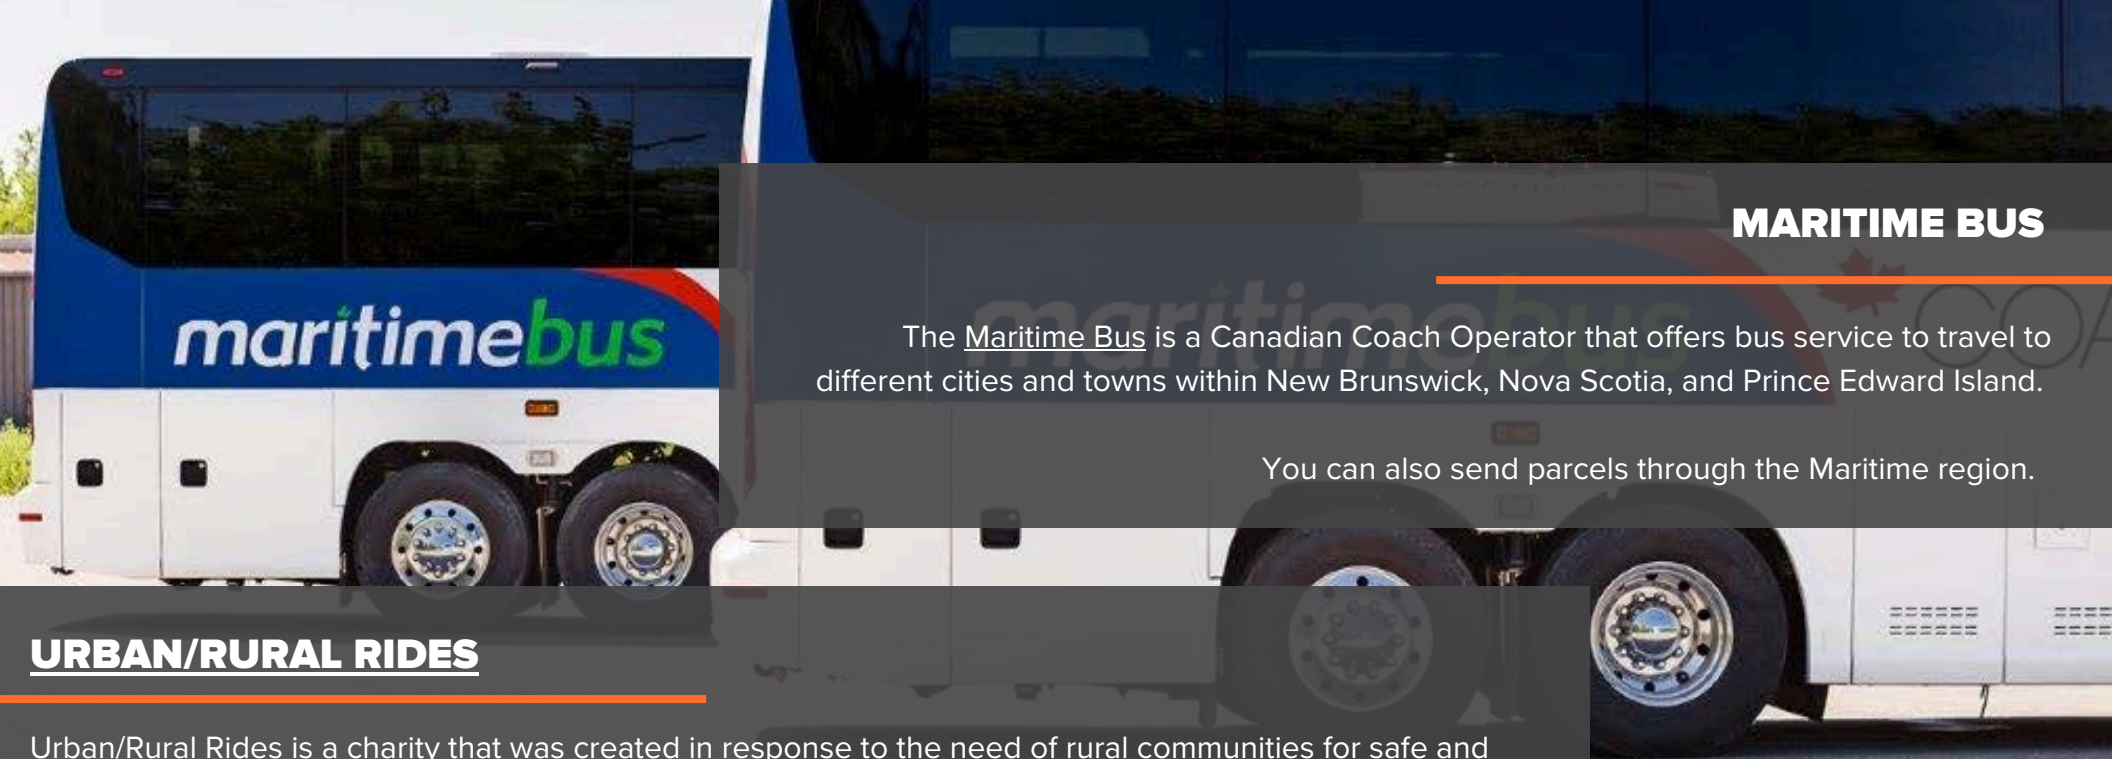 maritimebus
MARITIME BUS
maritimebus
COA
The Maritime Bus is a Canadian Coach Operator that offers bus service to travel to
different cities and towns within New Brunswick, Nova Scotia, and Prince Edward Island.
You can also send parcels through the Maritime region.
URBAN/RURAL RIDES
Urban/Rural Rides is a charity that was created in response to the need of rural communities for safe and